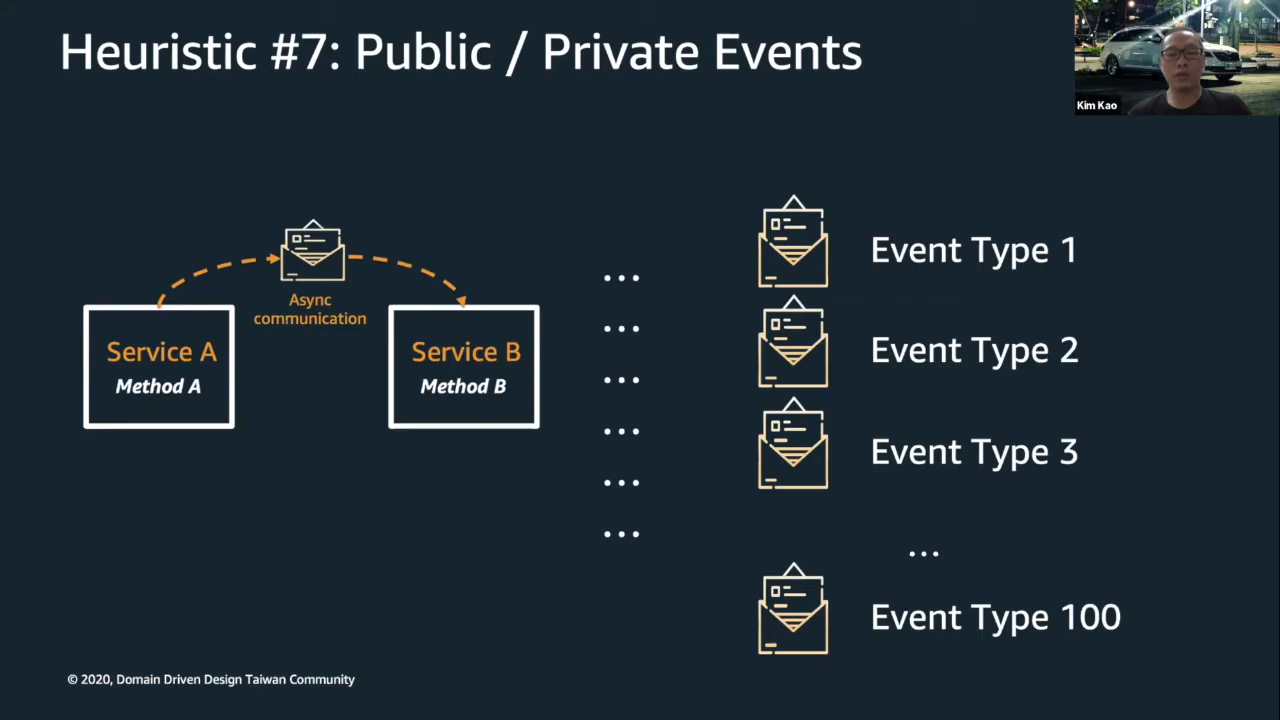 Heuristic #7: Public / Private Events
Kim Kao
Async
communication
Service A
Method A
Service B
Method B
...
...
...
...
...
...
Event Type 1
Event Type 2
Event Type 3
...
Event Type 100
© 2020, Domain Driven Design Taiwan Community